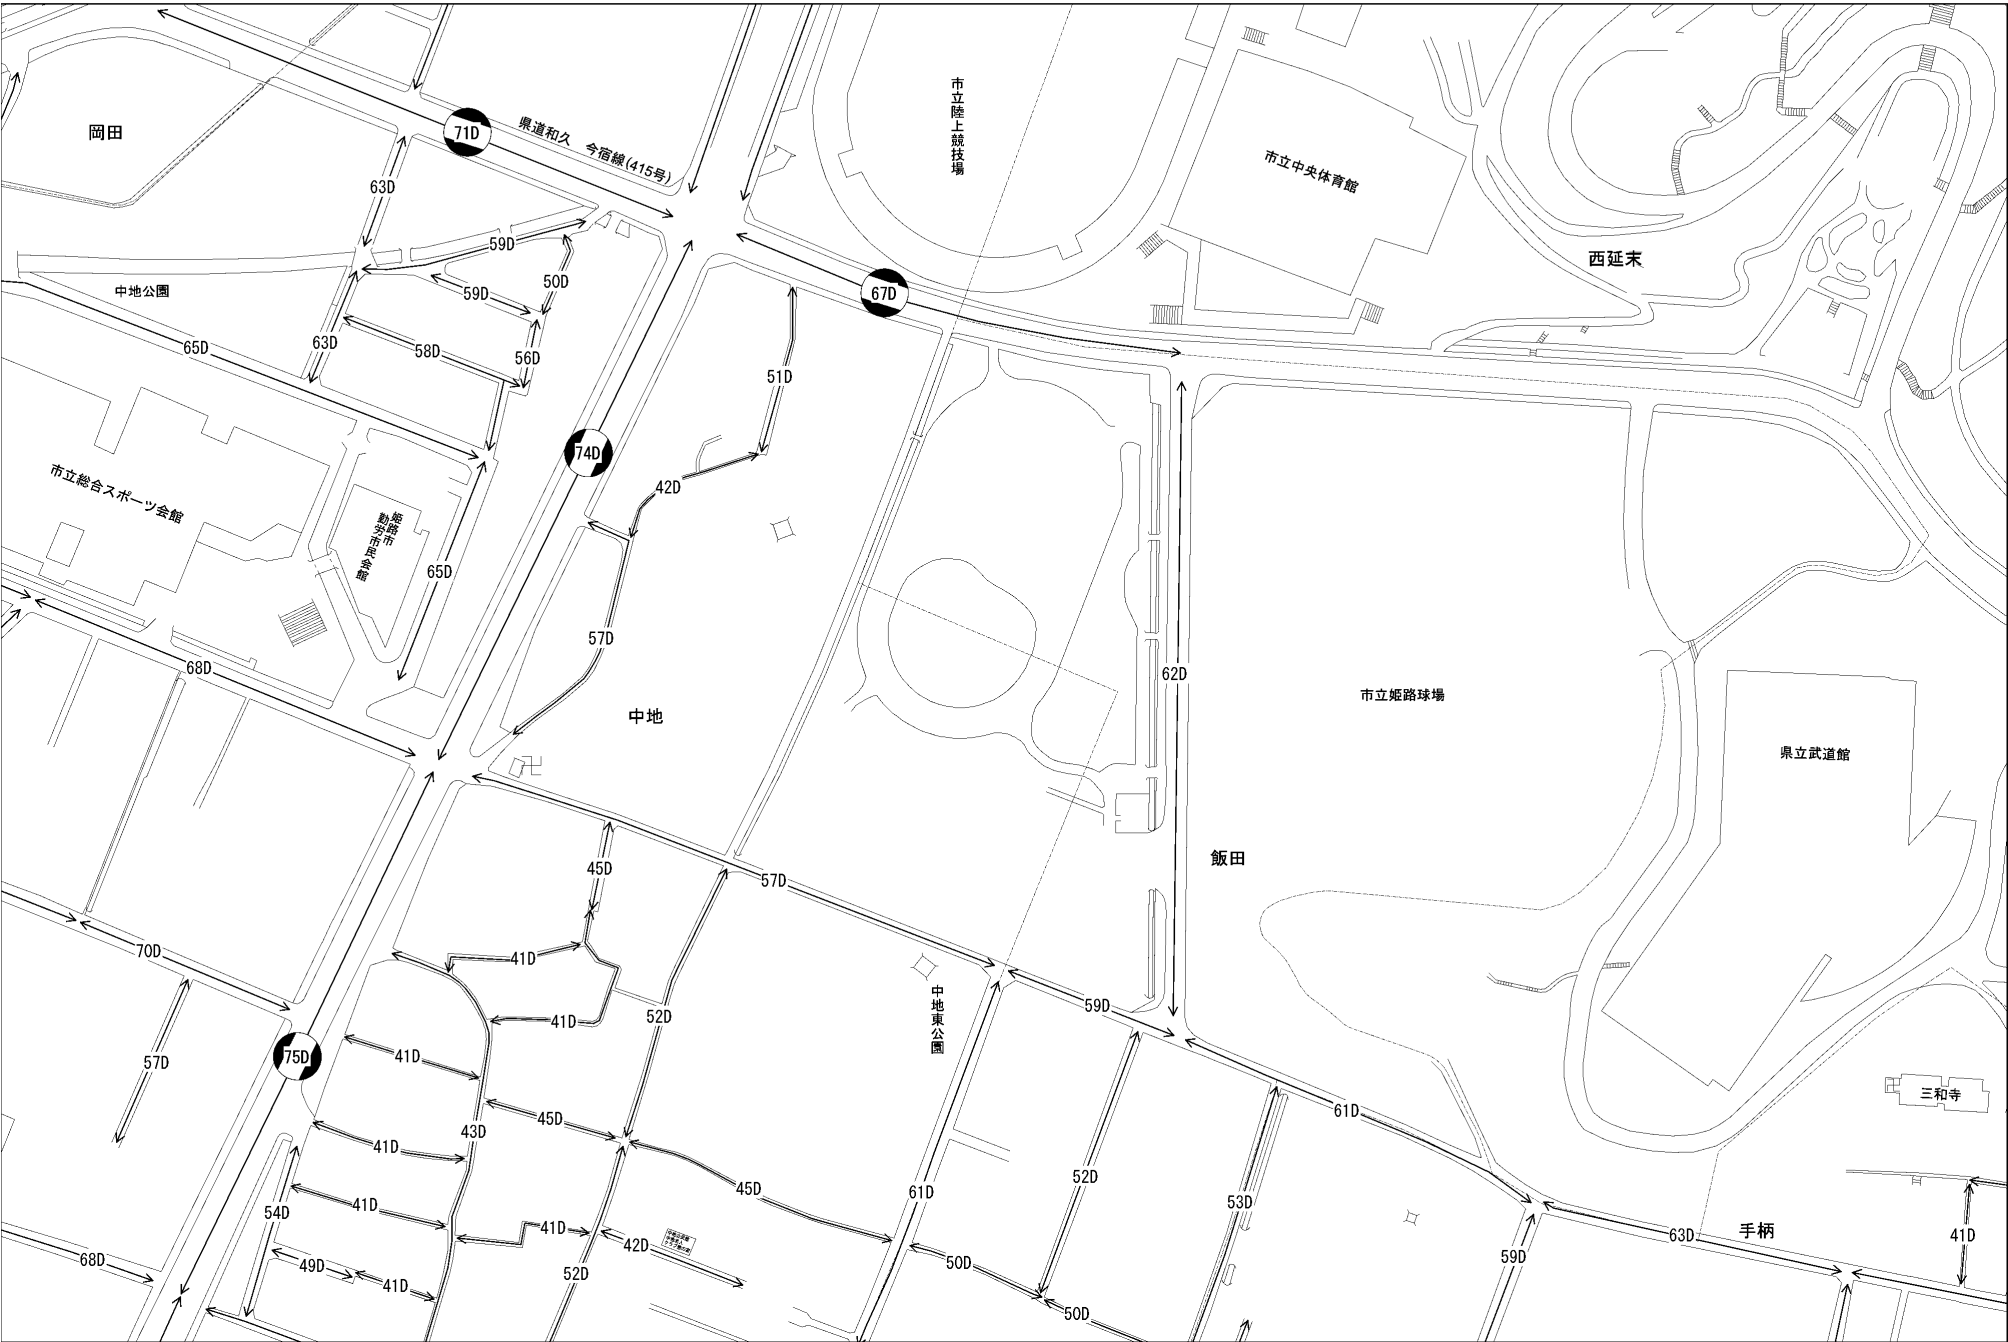 市立陸上競技場
岡田
71D
県道和久 今宿線(415号)
市立中央体育館
63D
59D
西延末
50D
中地公園
59D
67D
63D
65D
58D
56D
51D
74D
市立総合スポーツ会館
42D
姫路市
勤労市民会館
65D
57D
68D
62D
市立姫路球場
中地
県立武道館
飯田
45D
57D
70D
41D
中地東公園
59D
52D
41D
57D
75D
41D
三和寺
61D
45D
43D
41D
52D
45D
61D
41D
53D
54D
41D
手柄
63D
41D
42D
68D
59D
50D
49D
52D
41D
50D